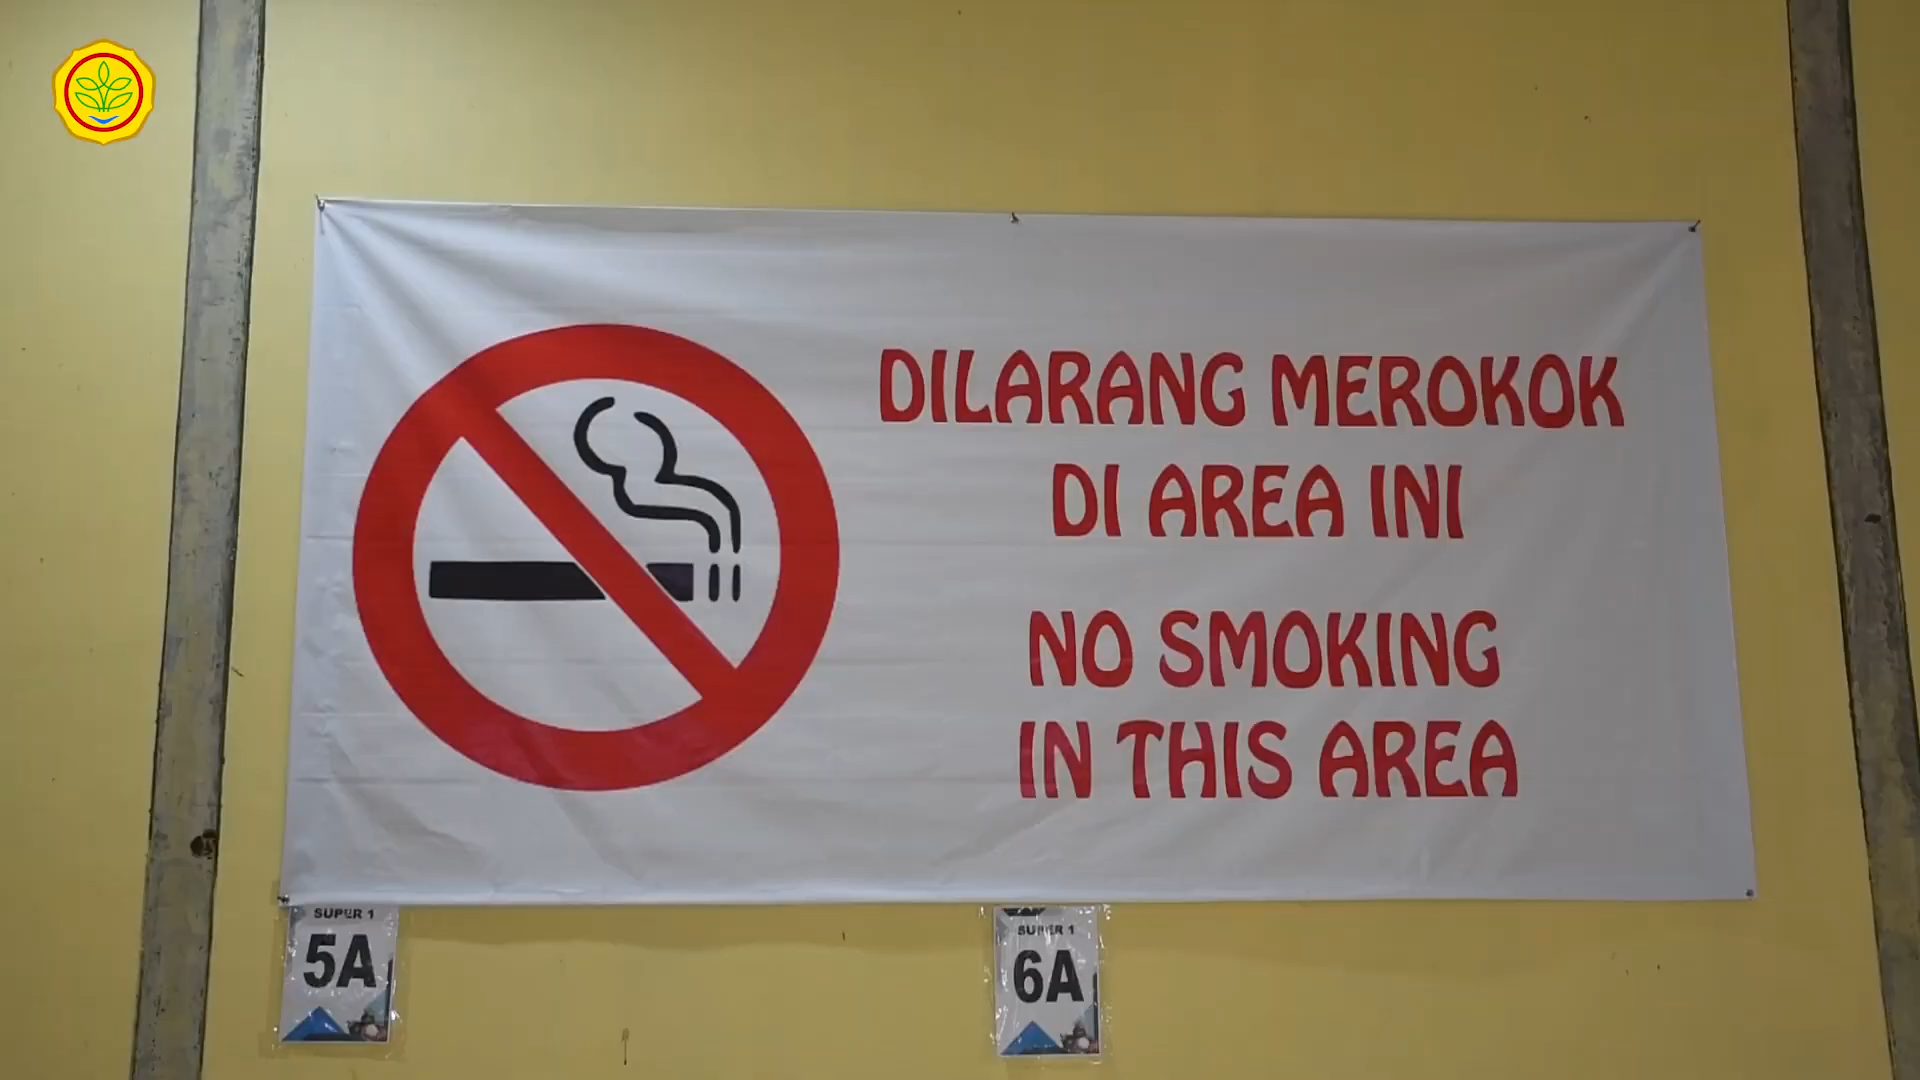 DILARANG MEROKOK
DI AREA INI
NO SMOKING
IN THIS AREA
SUPER 1
5A
SUPER 1
6A